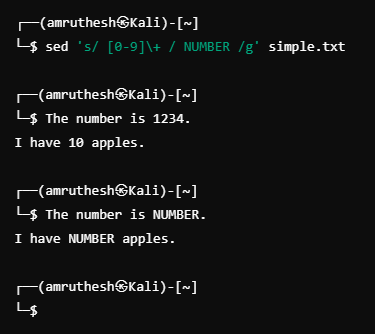 ┌──(amruthesh㉿Kali)-[~]
└─$ sed 's/ [0-9]\+ / NUMBER /g' simple.txt
┌──(amruthesh㉿Kali)-[~]
└─$ The number is 1234.
I have 10 apples.
┌──(amruthesh㉿Kali)-[~]
└─$ The number is NUMBER.
I have NUMBER apples.
┌──(amruthesh㉿Kali)-[~]
└─$